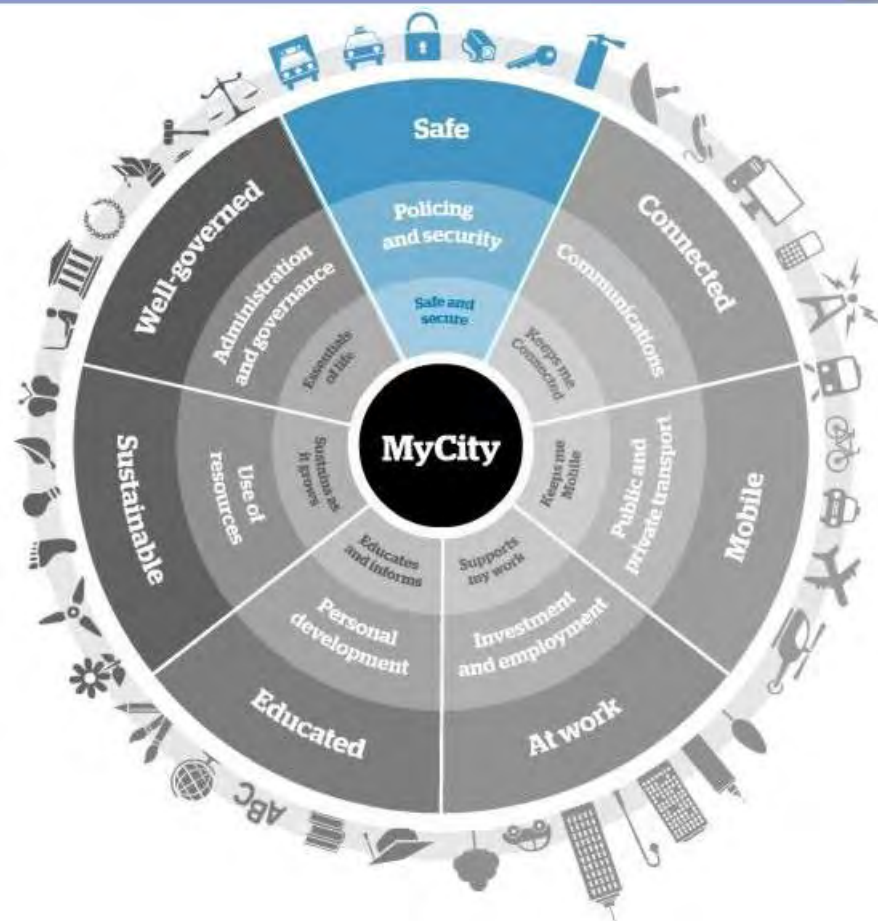 Safe
Policing
and security
Safe and
secure
Connected
Communications
Keeps me
Connected
Mobile
Public and
private transport
Keeps me
Mobile
At work
Investment
and employment
Supports
my work
Educated
Personal
development
Educates
and informs
Sustainable
Use of
resources
Sustains as
it grows
Well-governed
Administration
and governance
Essentials
of life
MyCity
ABC